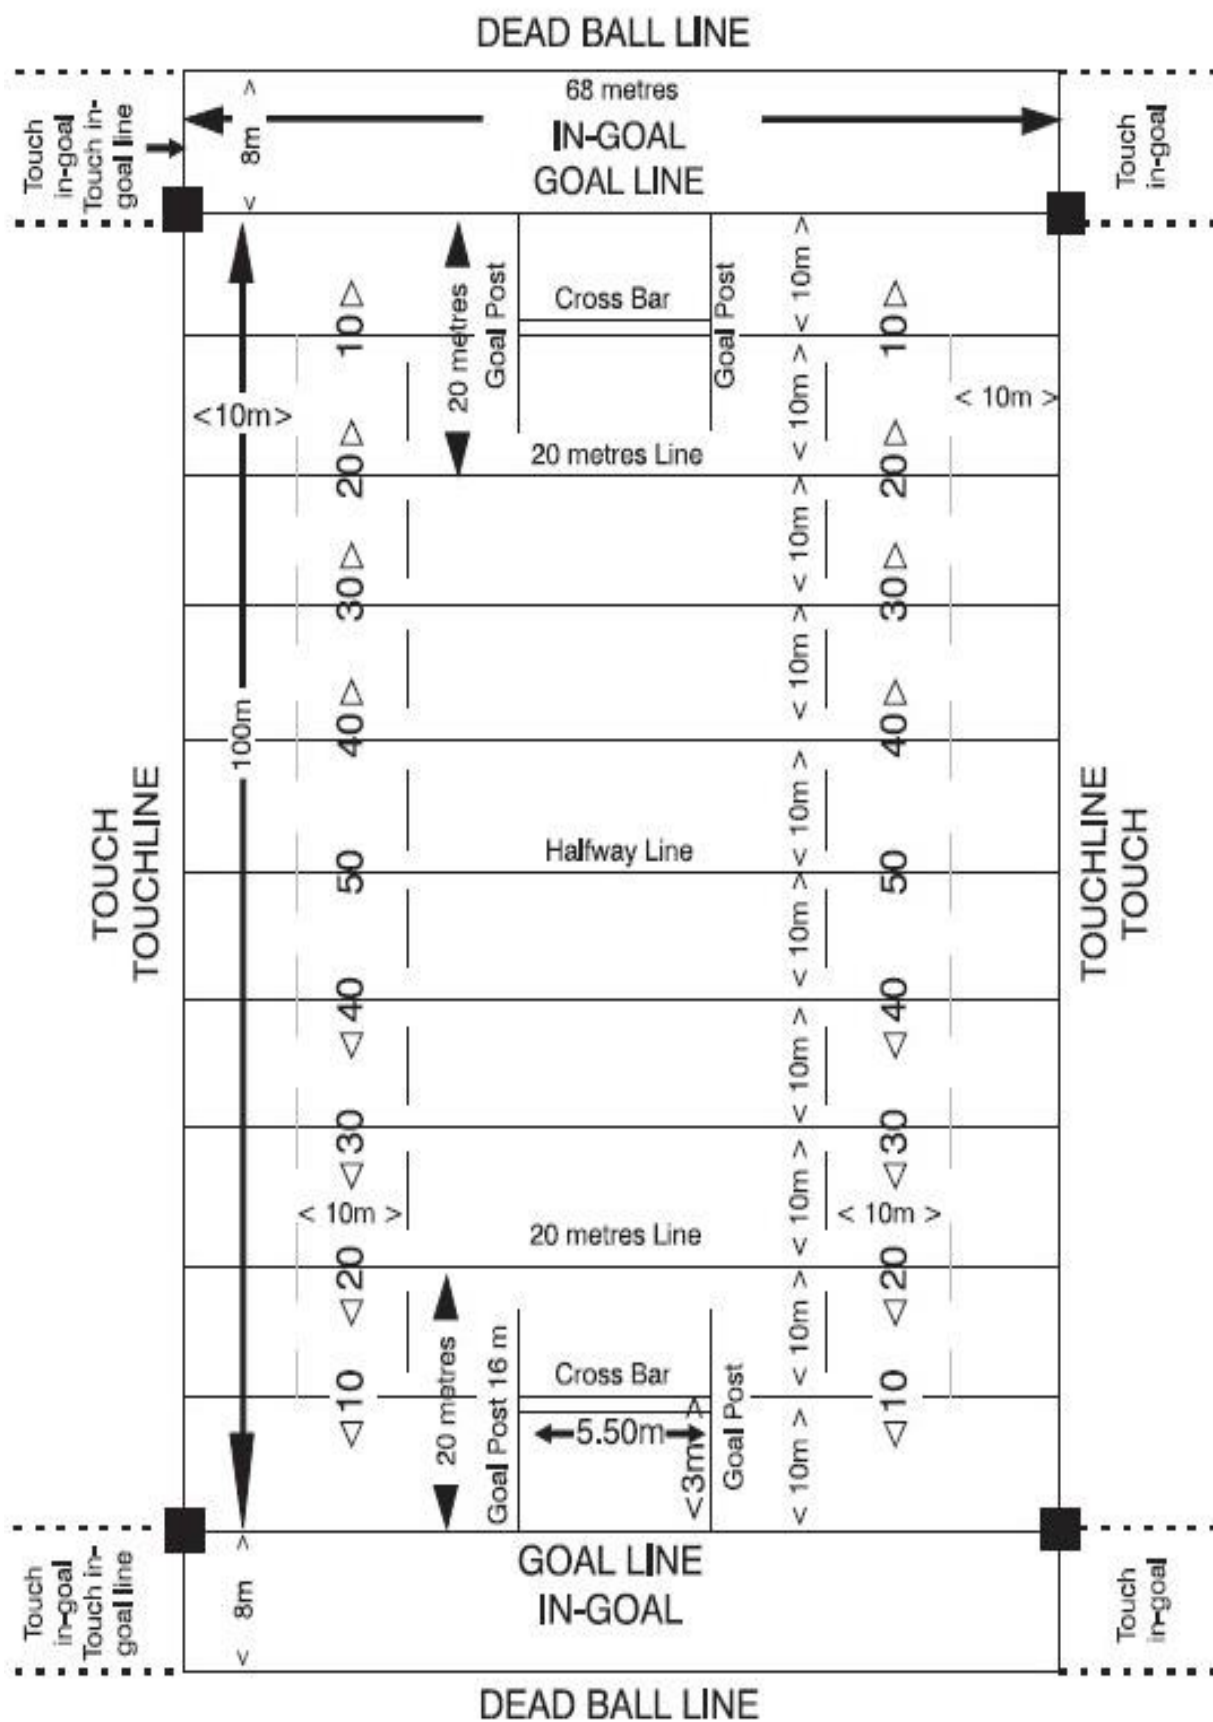 DEAD BALL LINE
68 metres
IN-GOAL
GOAL LINE
Touch
in-goal
Touch in-
goal line
< 8m >
Touch
in-goal
20 metres
Goal Post
Cross Bar
Goal Post
< 10m >
10
10
<10m>
< 10m >
< 10m >
20 metres Line
20
20
< 10m >
30
30
< 10m >
40
40
100m
< 10m >
TOUCH
TOUCHLINE
Halfway Line
50
50
TOUCHLINE
TOUCH
< 10m >
40
40
< 10m >
30
30
< 10m >
< 10m >
< 10m >
20 metres Line
20
20
< 10m >
20 metres
Goal Post 16 m
Cross Bar
Goal Post
10
10
5.50m
<3m>
< 10m >
GOAL LINE
IN-GOAL
Touch
in-goal
Touch in-
goal line
< 8m >
Touch
in-goal
DEAD BALL LINE